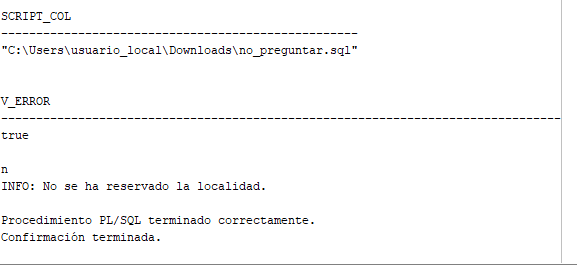 SCRIPT_COL
---------------------------------------------------
"C:\Users\usuario_local\Downloads\no_preguntar.sql"
V_ERROR
--------------------------------------------------------------------------------
true
n
INFO: No se ha reservado la localidad.
Procedimiento PL/SQL terminado correctamente.
Confirmación terminada.